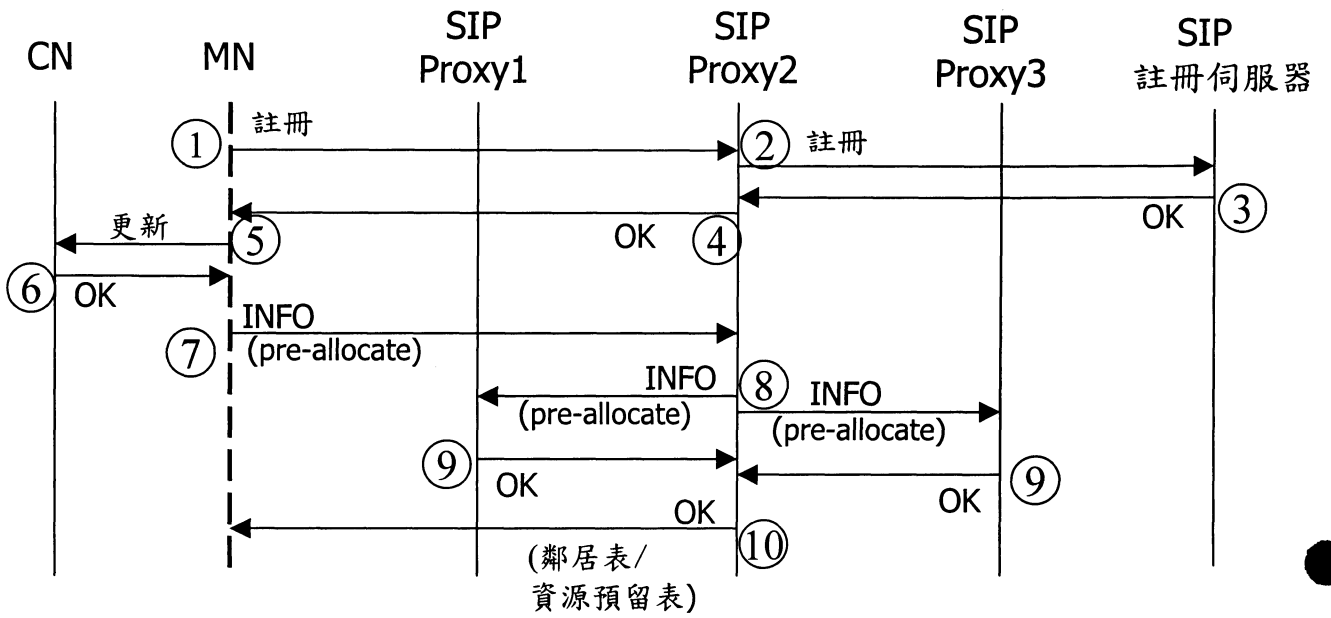 CN MN SIP Proxy1 SIP Proxy2 SIP Proxy3 SIP 註冊伺服器
① 註冊 ② 註冊
OK ③
OK ④
更新 ⑤
⑥ OK
INFO
⑦ (pre-allocate)
INFO ⑧ INFO
(pre-allocate) (pre-allocate)
⑨ OK OK ⑨
OK ⑩
(鄰居表/
資源預留表)